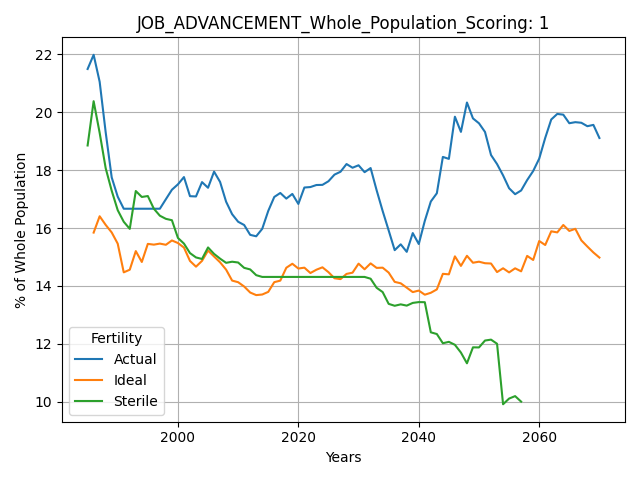 JOB_ADVANCEMENT_Whole_Population_Scoring: 1
% of Whole Population
22
20
18
16
14
12
10
Fertility
Actual
Ideal
Sterile
2000
2020
2040
2060
Years